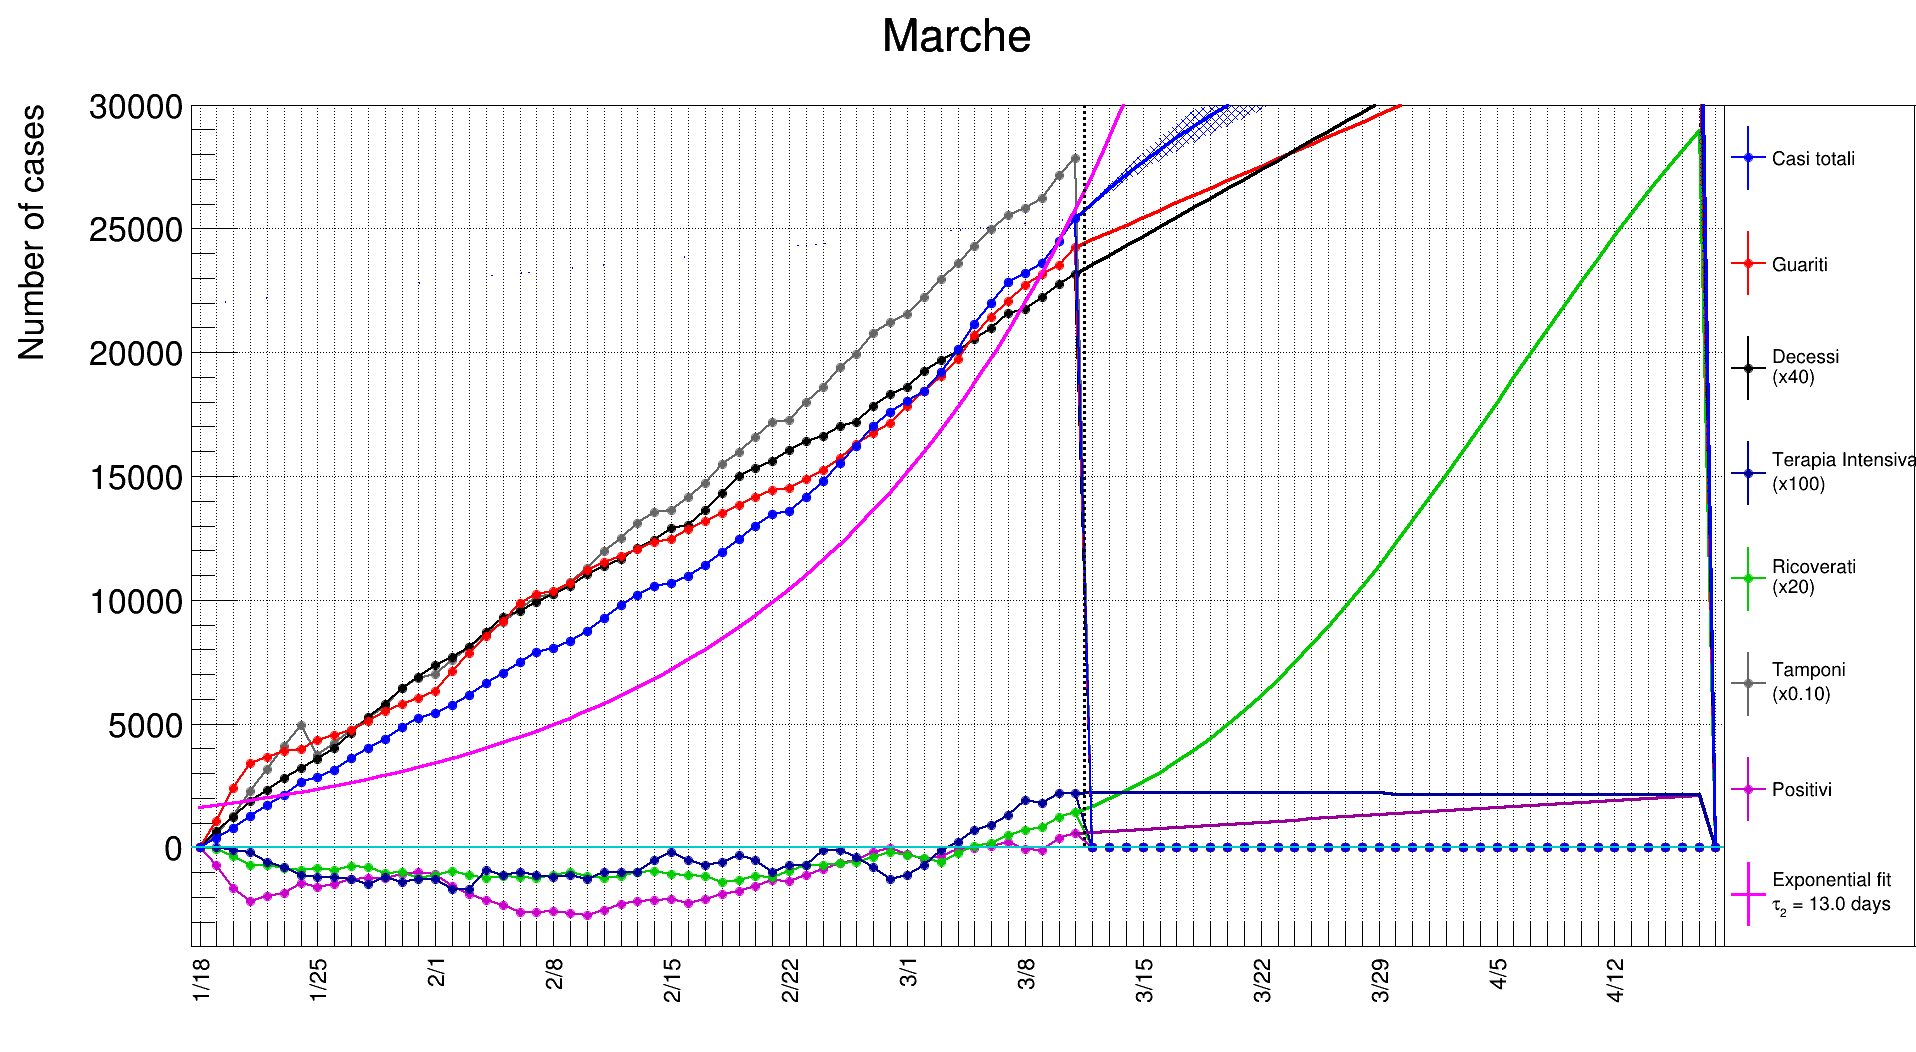 Marche
Number of cases
30000
25000
20000
15000
10000
5000
0
1/18
1/25
2/1
2/8
2/15
2/22
3/1
3/8
3/15
3/22
3/29
4/5
4/12
Casi totali
Guariti
Decessi
(x40)
Terapia Intensiva
(x100)
Ricoverati
(x20)
Tamponi
(x0.10)
Positivi
Exponential fit
τ2 = 13.0 days